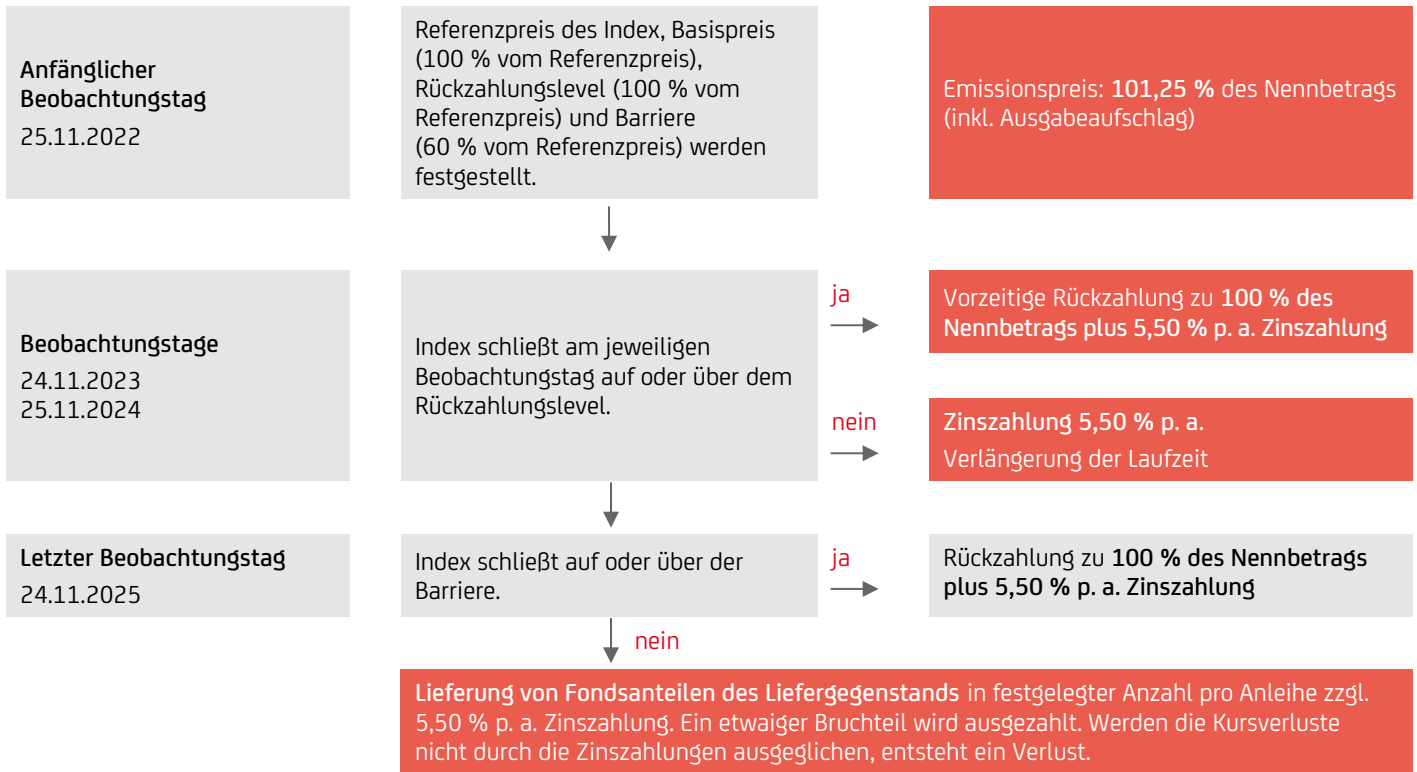 Anfänglicher
Beobachtungstag
25.11.2022
Referenzpreis des Index, Basispreis
(100 % vom Referenzpreis),
Rückzahlungslevel (100 % vom
Referenzpreis) und Barriere
(60 % vom Referenzpreis) werden
festgestellt.
Emissionspreis: 101,25 % des Nennbetrags
(inkl. Ausgabeaufschlag)
Beobachtungstage
24.11.2023
25.11.2024
Index schließt am jeweiligen
Beobachtungstag auf oder über dem
Rückzahlungslevel.
ja
Vorzeitige Rückzahlung zu 100 % des
Nennbetrags plus 5,50 % p. a. Zinszahlung
nein
Zinszahlung 5,50 % p. a.
Verlängerung der Laufzeit
Letzter Beobachtungstag
24.11.2025
Index schließt auf oder über der
Barriere.
ja
Rückzahlung zu 100 % des Nennbetrags
plus 5,50 % p. a. Zinszahlung
nein
Lieferung von Fondsanteilen des Liefergegenstands in festgelegter Anzahl pro Anleihe zzgl.
5,50 % p. a. Zinszahlung. Ein etwaiger Bruchteil wird ausgezahlt. Werden die Kursverluste
nicht durch die Zinszahlungen ausgeglichen, entsteht ein Verlust.